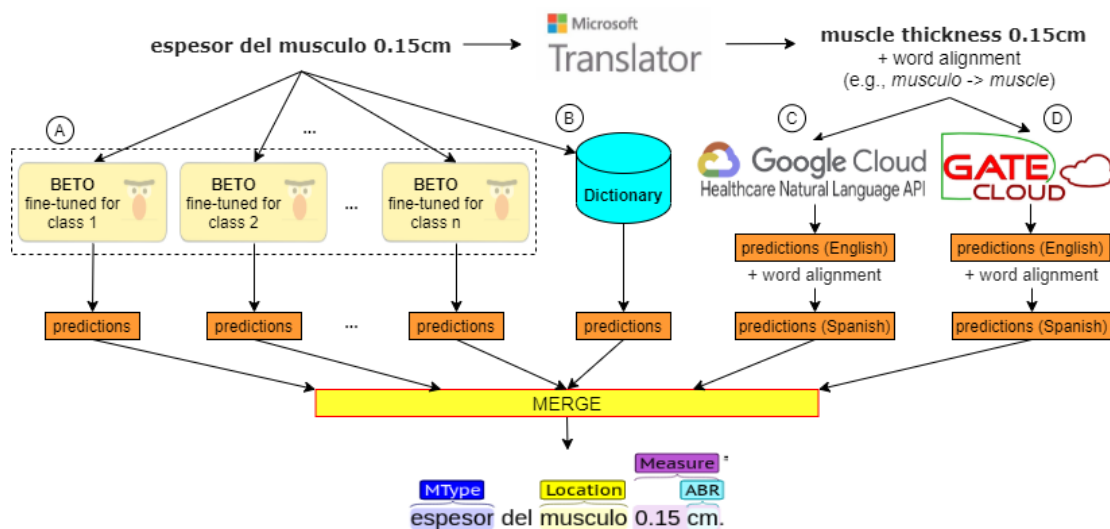 Microsoft
espesor del musculo 0.15cm
Translator
muscle thickness 0.15cm
+ word alignment
(e.g., musculo -> muscle)
A
...
B
C
D
BETO
fine-tuned for
class 1
BETO
fine-tuned for
class 2
...
BETO
fine-tuned for
class n
Dictionary
Google Cloud
Healthcare Natural Language API
GATE
CLOUD
predictions (English)
+ word alignment
predictions (English)
+ word alignment
predictions
predictions
...
predictions
predictions
predictions (Spanish)
predictions (Spanish)
MERGE
Measure
MType
Location
ABR
espesor del musculo 0.15 cm.